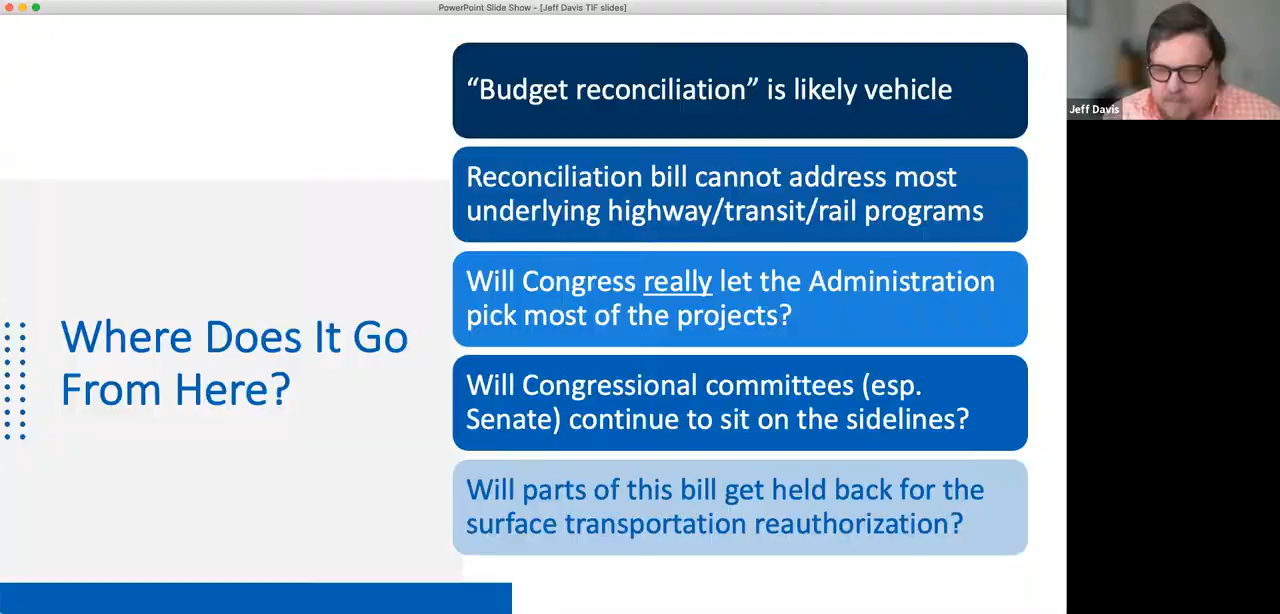 PowerPoint Slide Show - [Jeff Davis TIF slides]
Jeff Davis
Where Does It Go
From Here?
“Budget reconciliation” is likely vehicle
Reconciliation bill cannot address most
underlying highway/transit/rail programs
Will Congress really let the Administration
pick most of the projects?
Will Congressional committees (esp.
Senate) continue to sit on the sidelines?
Will parts of this bill get held back for the
surface transportation reauthorization?